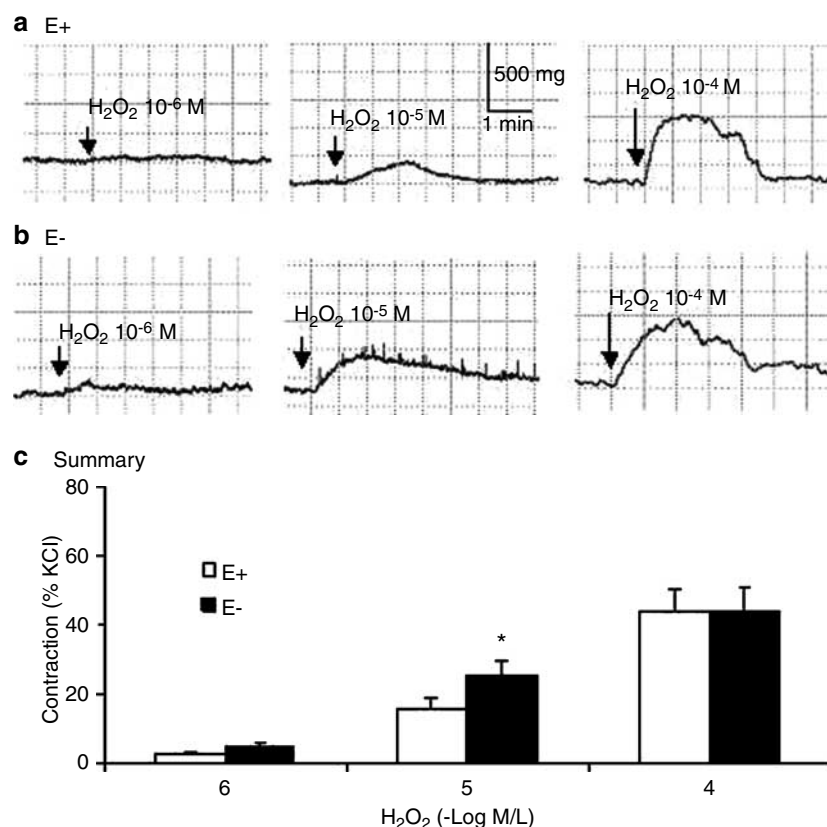 a E+
H₂O₂ 10⁻⁶ M
H₂O₂ 10⁻⁵ M
500 mg
1 min
H₂O₂ 10⁻⁴ M
b E-
H₂O₂ 10⁻⁶ M
H₂O₂ 10⁻⁵ M
H₂O₂ 10⁻⁴ M
c Summary
80
60
40
20
0
Contraction (% KCl)
E+
E-
*
6 5 4
H₂O₂ (-Log M/L)